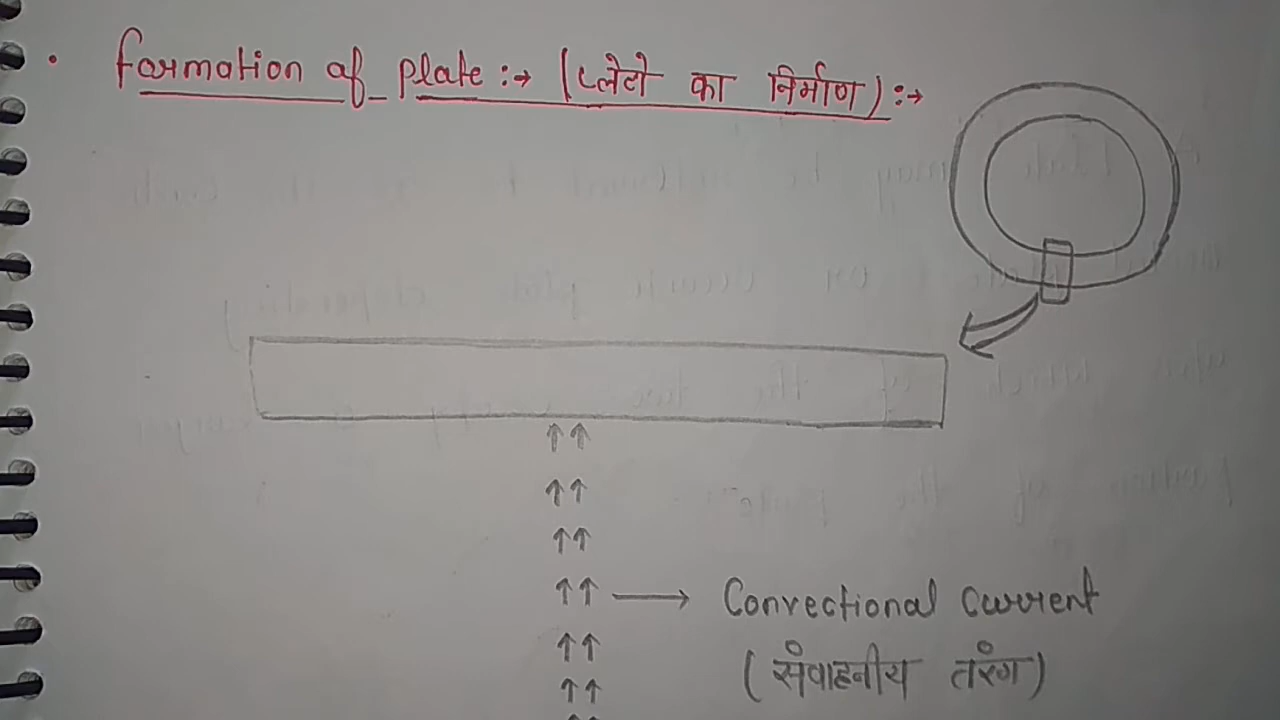 • Formation of plate :→ (प्लेटो का निर्माण) :→
→ Convectional current
(संवाहनीय तरंग)